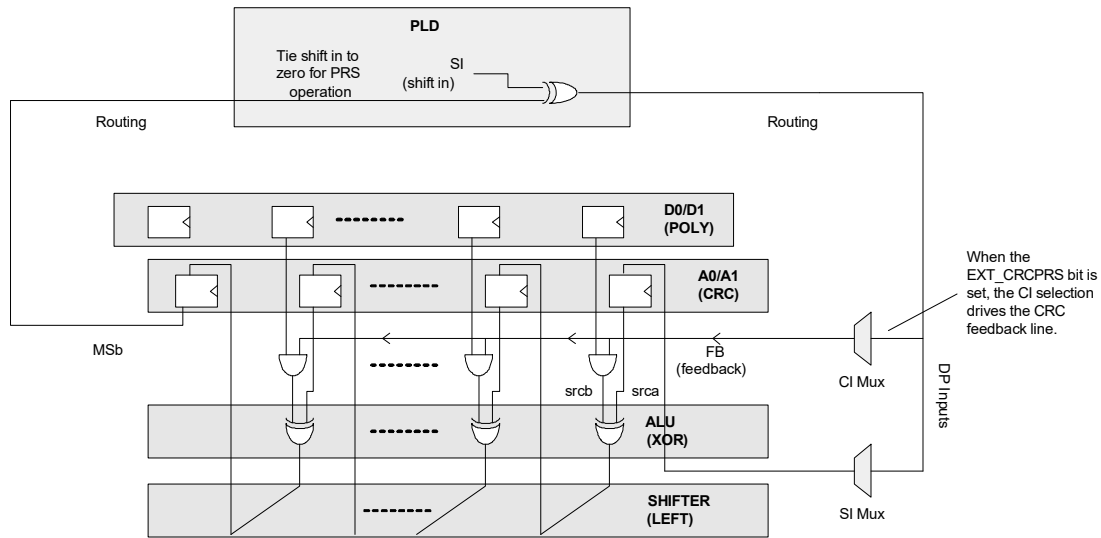 PLD
Tie shift in to
zero for PRS
operation
SI
(shift in)
Routing
Routing
D0/D1
(POLY)
A0/A1
(CRC)
When the
EXT_CRCPRS bit is
set, the CI selection
drives the CRC
feedback line.
MSb
FB
(feedback)
CI Mux
DP Inputs
srcb
srca
ALU
(XOR)
SHIFTER
(LEFT)
SI Mux